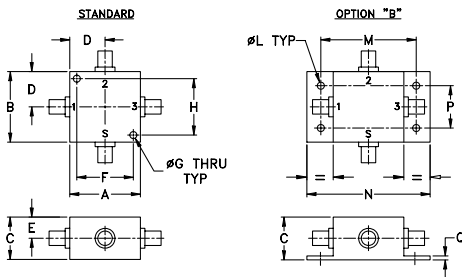 STANDARD
OPTION "B"
D
M
øL TYP
2
2
B
D
1
3
H
1
3
P
S
S
øG THRU
TYP
F
=
=
A
N
C
E
C
Q